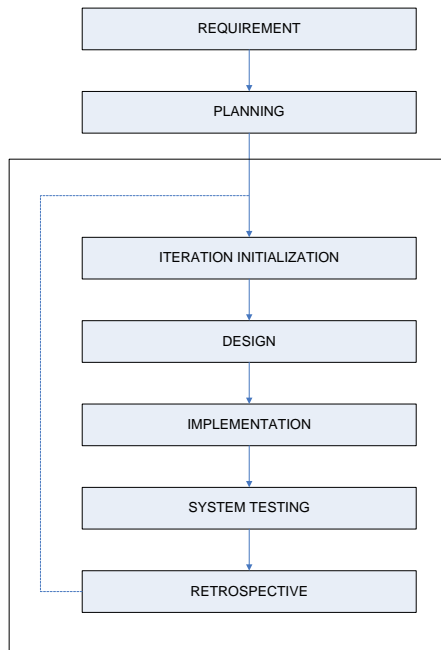 REQUIREMENT
PLANNING
ITERATION INITIALIZATION
DESIGN
IMPLEMENTATION
SYSTEM TESTING
RETROSPECTIVE